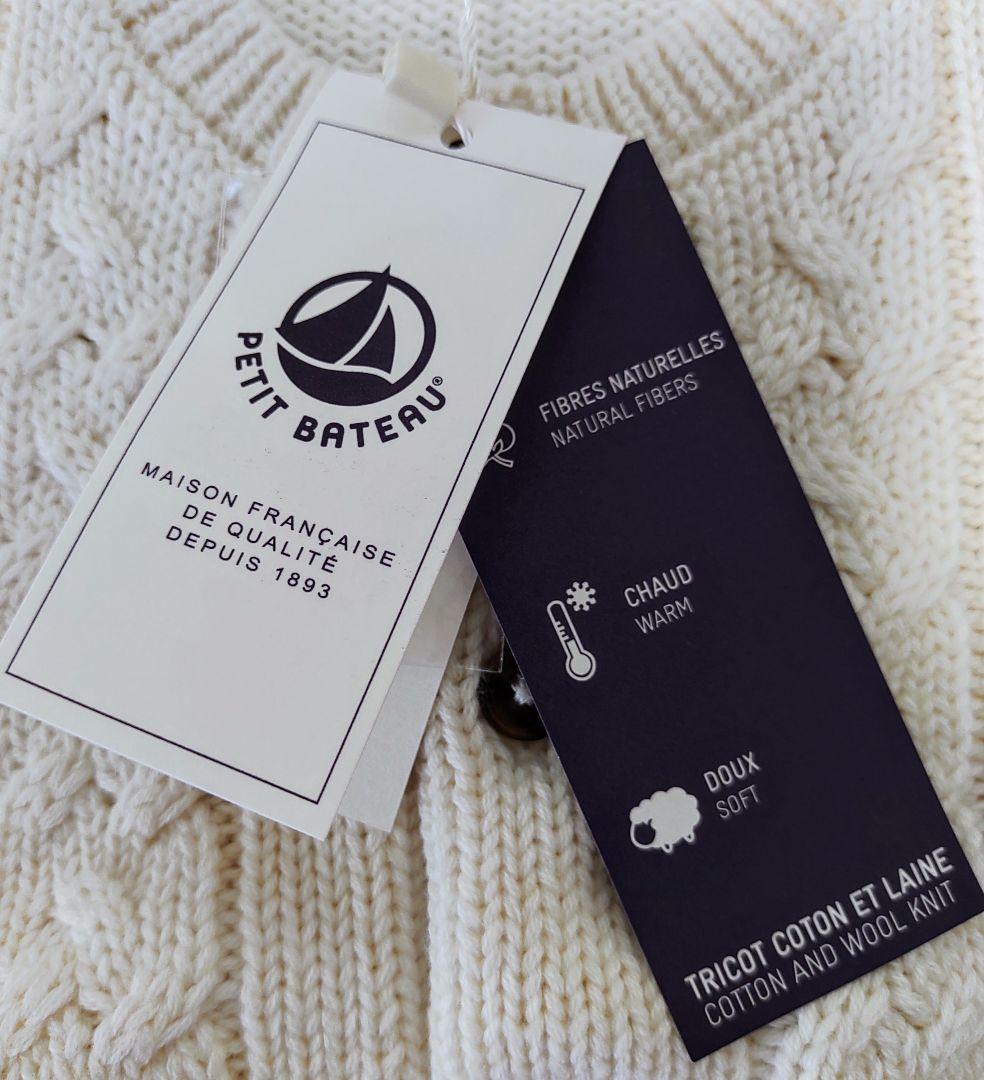 PETIT BATEAU®
MAISON FRANÇAISE
DE QUALITÉ
DEPUIS 1893
FIBRES NATURELLES
NATURAL FIBERS
CHAUD
WARM
DOUX
SOFT
TRICOT COTON ET LAINE
COTTON AND WOOL KNIT